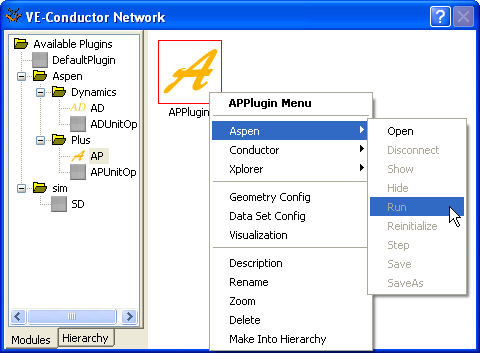 VE-Conductor Network
Available Plugins
DefaultPlugin
Aspen
Dynamics
AD
ADUnitOp
Plus
AP
APUnitOp
sim
SD
Modules
Hierarchy
APPlugin
APPlugin Menu
Aspen
Conductor
Xplorer
Geometry Config
Data Set Config
Visualization
Description
Rename
Zoom
Delete
Make Into Hierarchy
Open
Disconnect
Show
Hide
Run
Reinitialize
Step
Save
SaveAs